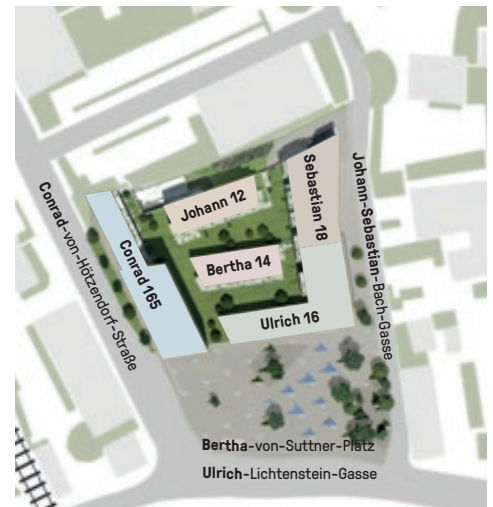 Johann 12
Sebastian 18
Johann-Sebastian-Bach-Gasse
Conrad-von-Hötzendorf-Straße
Conrad 165
Bertha 14
Ulrich 16
Bertha-von-Suttner-Platz
Ulrich-Lichtenstein-Gasse